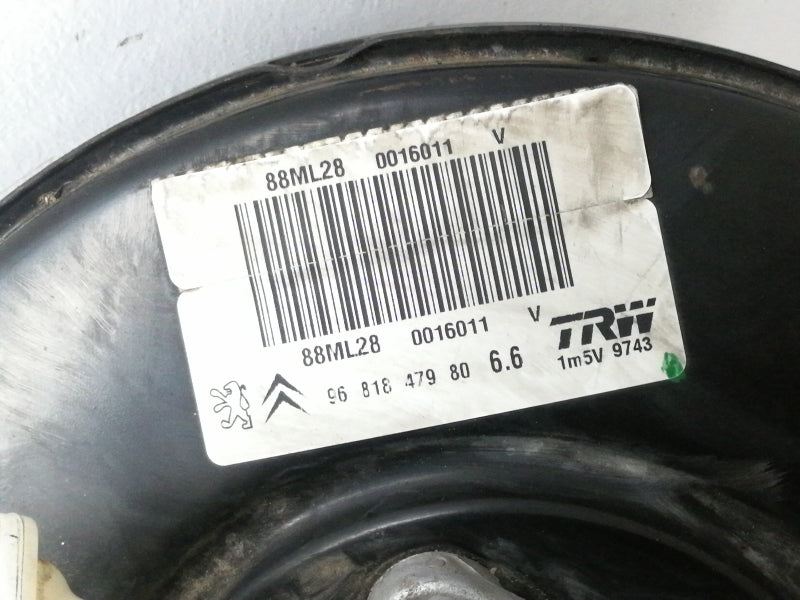 88ML28 0016011 V
88ML28 0016011 V
TRW
96 818 479 80 6.6 1m5V 9743